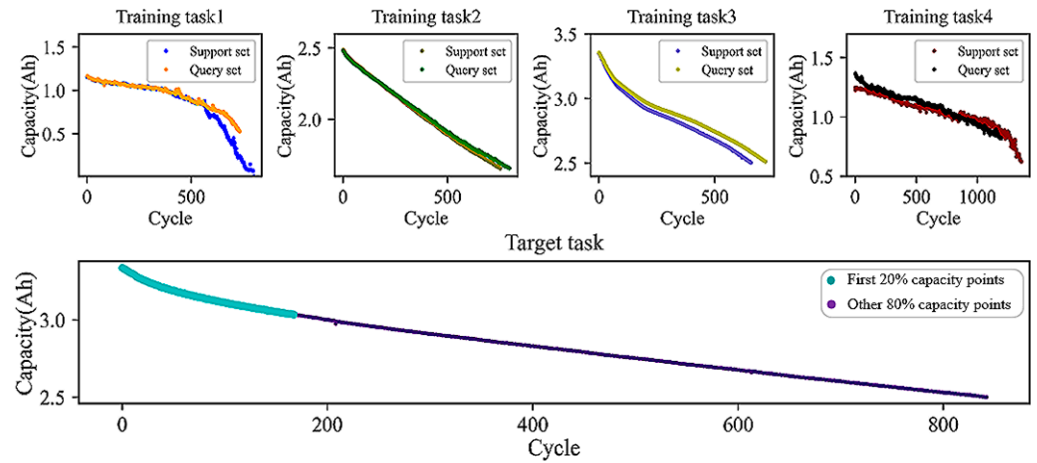 Training task1
Capacity(Ah)
1.5
1.0
0.5
Support set
Query set
0
500
Cycle
Training task2
Capacity(Ah)
2.5
2.0
Support set
Query set
0
500
Cycle
Training task3
Capacity(Ah)
3.5
3.0
2.5
Support set
Query set
0
500
Cycle
Training task4
Capacity(Ah)
1.5
1.0
0.5
Support set
Query set
0
500
1000
Cycle
Target task
Capacity(Ah)
3.0
2.5
First 20% capacity points
Other 80% capacity points
0
200
400
600
800
Cycle